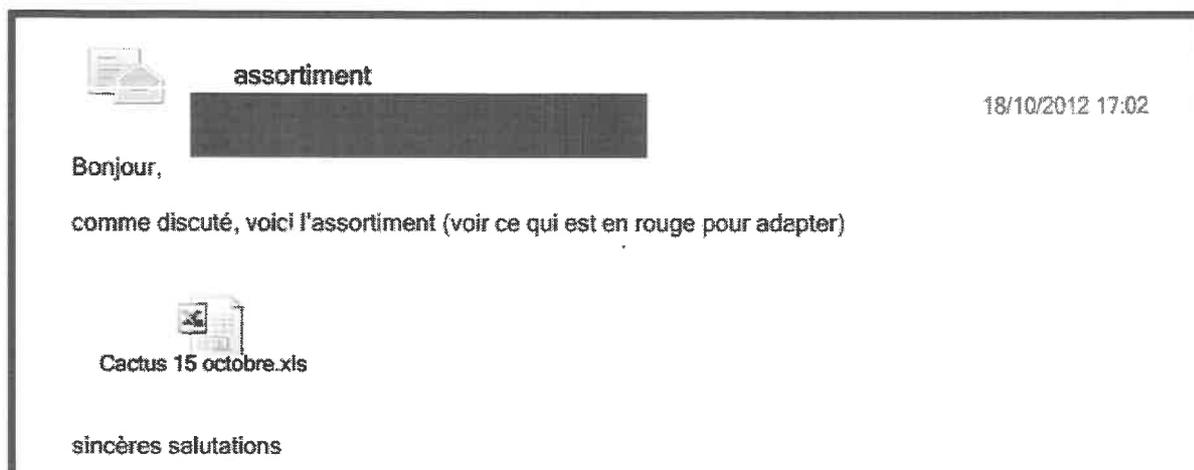 assortiment
18/10/2012 17:02
Bonjour,
comme discuté, voici l'assortiment (voir ce qui est en rouge pour adapter)
Cactus 15 octobre.xls
sincères salutations